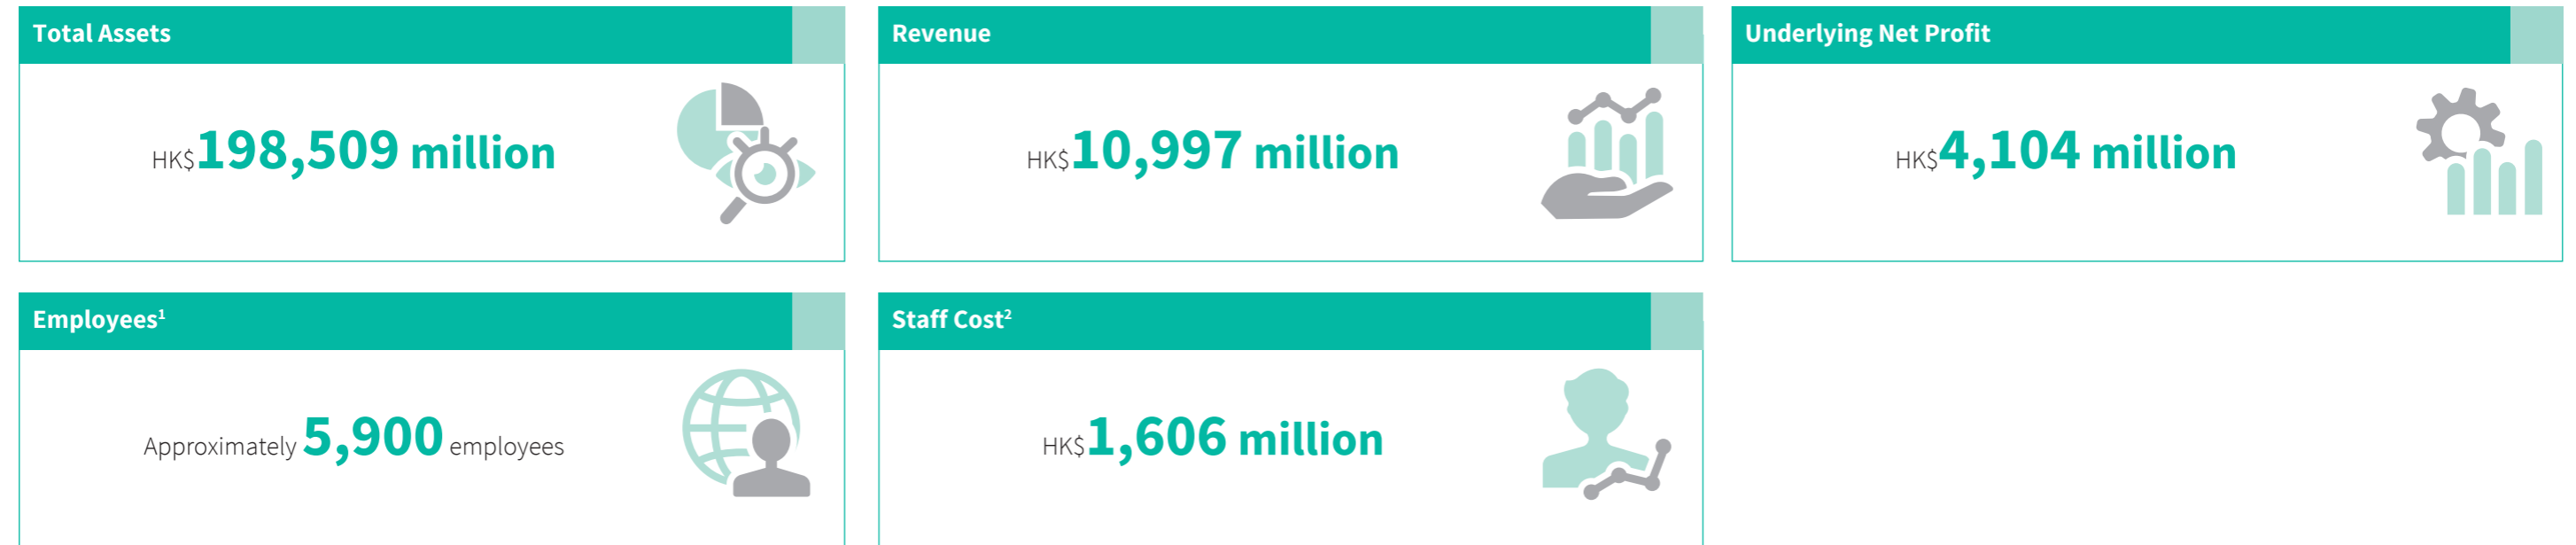 Total Assets
HK$198,509 million
Revenue
HK$10,997 million
Underlying Net Profit
HK$4,104 million
Employees¹
Approximately 5,900 employees
Staff Cost²
HK$1,606 million